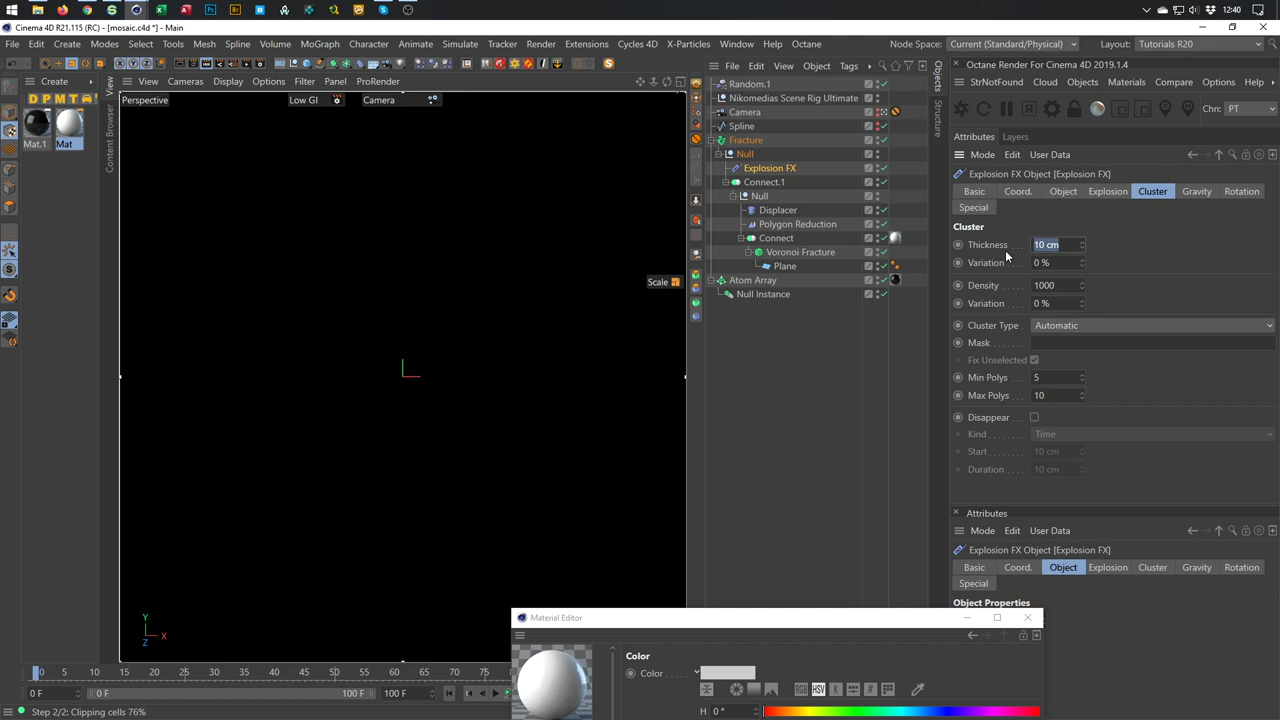 12:40
Cinema 4D R21.115 (RC) - [mosaic.c4d *] - Main
File Edit Create Modes Select Tools Mesh Spline Volume MoGraph Character Animate Simulate Tracker Render Extensions Cycles 4D X-Particles Window Help Octane
Node Space: Current (Standard/Physical) Layout: Tutorials R20
Create
D P M T
Mat.1 Mat
View
Content Browser
View Cameras Display Options Filter Panel ProRender
Perspective Low GI Camera
Scale
Y
X
Z
File Edit View Object Tags
Objects
Structure
Random.1
Nikomedias Scene Rig Ultimate
Camera
Spline
Fracture
Null
Explosion FX
Connect.1
Null
Displacer
Polygon Reduction
Connect
Voronoi Fracture
Plane
Atom Array
Null Instance
Octane Render For Cinema 4D 2019.1.4
StrNotFound Cloud Objects Materials Compare Options Help
R Chn: PT
Attributes Layers
Mode Edit User Data
Explosion FX Object [Explosion FX]
Basic Coord. Object Explosion Cluster Gravity Rotation
Special
Cluster
Thickness . . . 10 cm
Variation . . . 0 %
Density . . . . 1000
Variation . . . 0 %
Cluster Type . Automatic
Mask . . . . . .
Fix Unselected
Min Polys . . . 5
Max Polys . . 10
Disappear . .
Kind . . . . . . Time
Start . . . . . . 10 cm
Duration . . . 10 cm
Attributes
Mode Edit User Data
Explosion FX Object [Explosion FX]
Basic Coord. Object Explosion Cluster Gravity Rotation
Special
Object Properties
Material Editor
Color
Color . . . .
RGB HSV K
H 0 °
0 5 10 15 20 25 30 35 40 45 50 55 60 65 70 75
0 F 0 F 100 F 100 F
Step 2/2: Clipping cells 76%